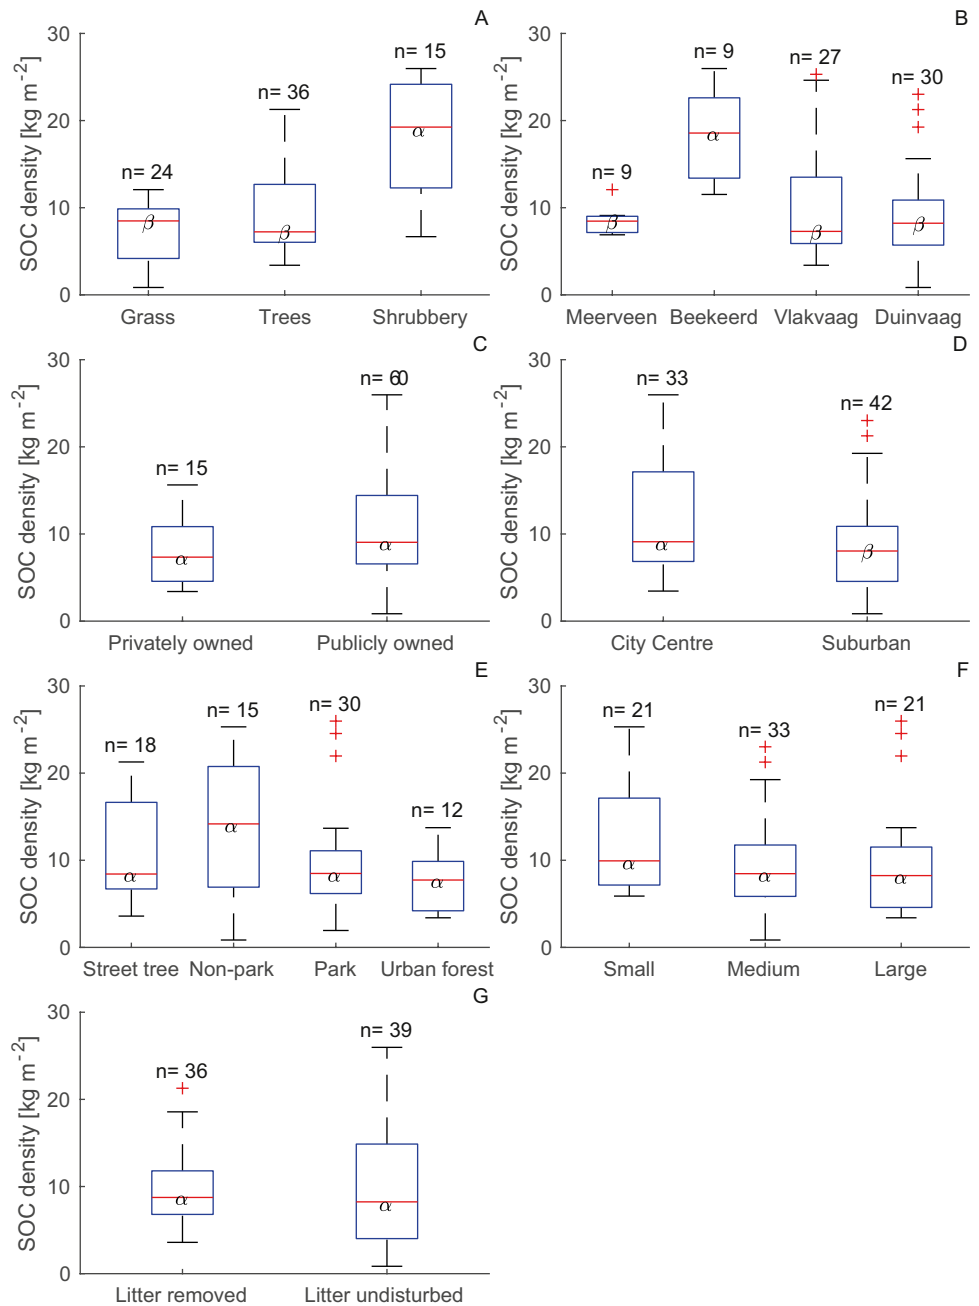 A
SOC density [kg m-2]
30
20
10
0
n= 24
n= 36
n= 15
β
β
α
Grass Trees Shrubbery
B
SOC density [kg m-2]
30
20
10
0
n= 9
n= 9
n= 27
n= 30
β
α
β
β
Meerveen Beekeerd Vlakvaag Duinvaag
C
SOC density [kg m-2]
30
20
10
0
n= 15
n= 60
α
α
Privately owned Publicly owned
D
SOC density [kg m-2]
30
20
10
0
n= 33
n= 42
α
β
City Centre Suburban
E
SOC density [kg m-2]
30
20
10
0
n= 18
n= 15
n= 30
n= 12
α
α
α
α
Street tree Non-park Park Urban forest
F
SOC density [kg m-2]
30
20
10
0
n= 21
n= 33
n= 21
α
α
α
Small Medium Large
G
SOC density [kg m-2]
30
20
10
0
n= 36
n= 39
α
α
Litter removed Litter undisturbed